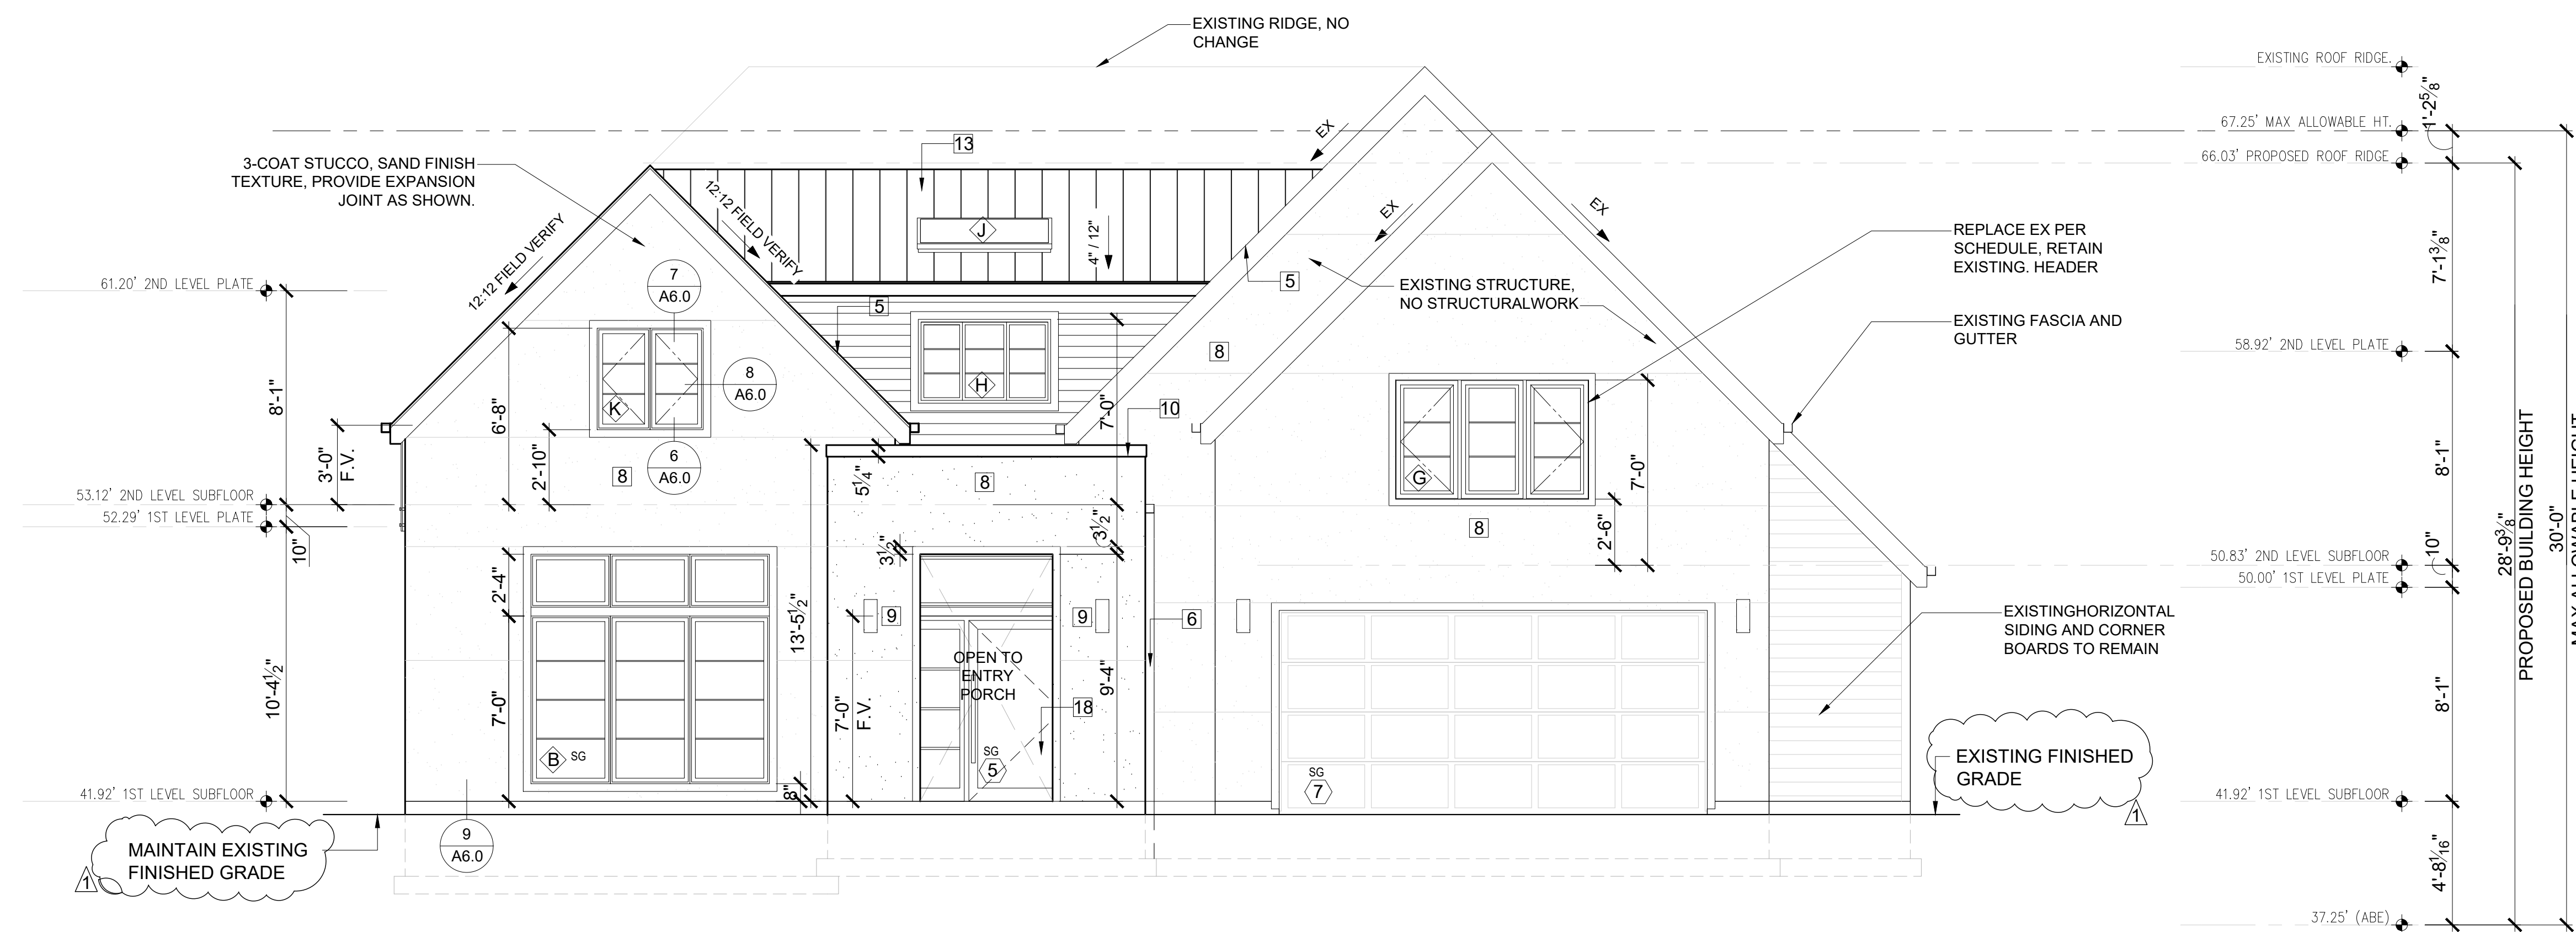 EXISTING RIDGE, NO
CHANGE
EXISTING ROOF RIDGE.
1'-2 5/8"
67.25' MAX ALLOWABLE HT.
66.03' PROPOSED ROOF RIDGE
13
EX
3-COAT STUCCO, SAND FINISH
TEXTURE, PROVIDE EXPANSION
JOINT AS SHOWN.
12:12 FIELD VERIFY
12:12 FIELD VERIFY
J
4" / 12"
EX
EX
REPLACE EX PER
SCHEDULE, RETAIN
EXISTING. HEADER
7'-1 3/8"
61.20' 2ND LEVEL PLATE
7
A6.0
5
5
EXISTING STRUCTURE,
NO STRUCTURALWORK
EXISTING FASCIA AND
GUTTER
58.92' 2ND LEVEL PLATE
8
8'-1"
6'-8"
K
8
A6.0
H
7'-0"
10
3'-0"
F.V.
2'-10"
8
6
A6.0
5 1/4"
8
G
7'-0"
8'-1"
PROPOSED BUILDING HEIGHT
28'-9 3/8"
30'-0"
53.12' 2ND LEVEL SUBFLOOR
52.29' 1ST LEVEL PLATE
10"
3 1/2"
3 1/2"
8
2'-6"
50.83' 2ND LEVEL SUBFLOOR
50.00' 1ST LEVEL PLATE
10"
2'-4"
13'-5 1/2"
9
9
6
EXISTINGHORIZONTAL
SIDING AND CORNER
BOARDS TO REMAIN
10'-4 1/2"
7'-0"
7'-0"
F.V.
OPEN TO
ENTRY
PORCH
9'-4"
18
8'-1"
B
SG
SG
5
SG
7
EXISTING FINISHED
GRADE
1
8"
41.92' 1ST LEVEL SUBFLOOR
41.92' 1ST LEVEL SUBFLOOR
MAINTAIN EXISTING
FINISHED GRADE
1
9
A6.0
4'-8 1/16"
37.25' (ABE)